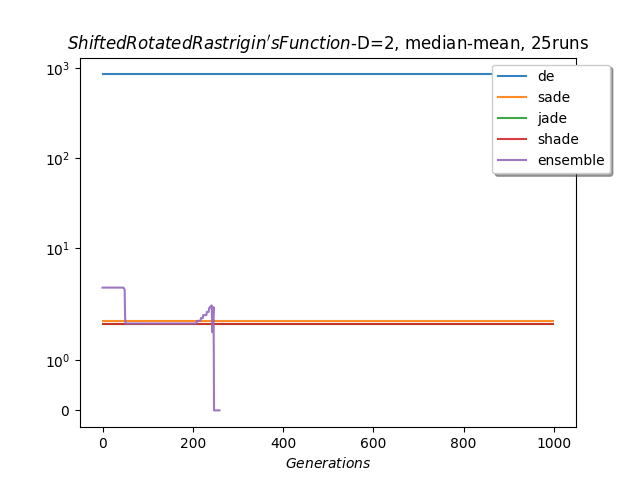 ShiftedRotatedRastrigin'sFunction-D=2, median-mean, 25runs
10³
10²
10¹
10⁰
0
de
sade
jade
shade
ensemble
0 200 400 600 800 1000
Generations